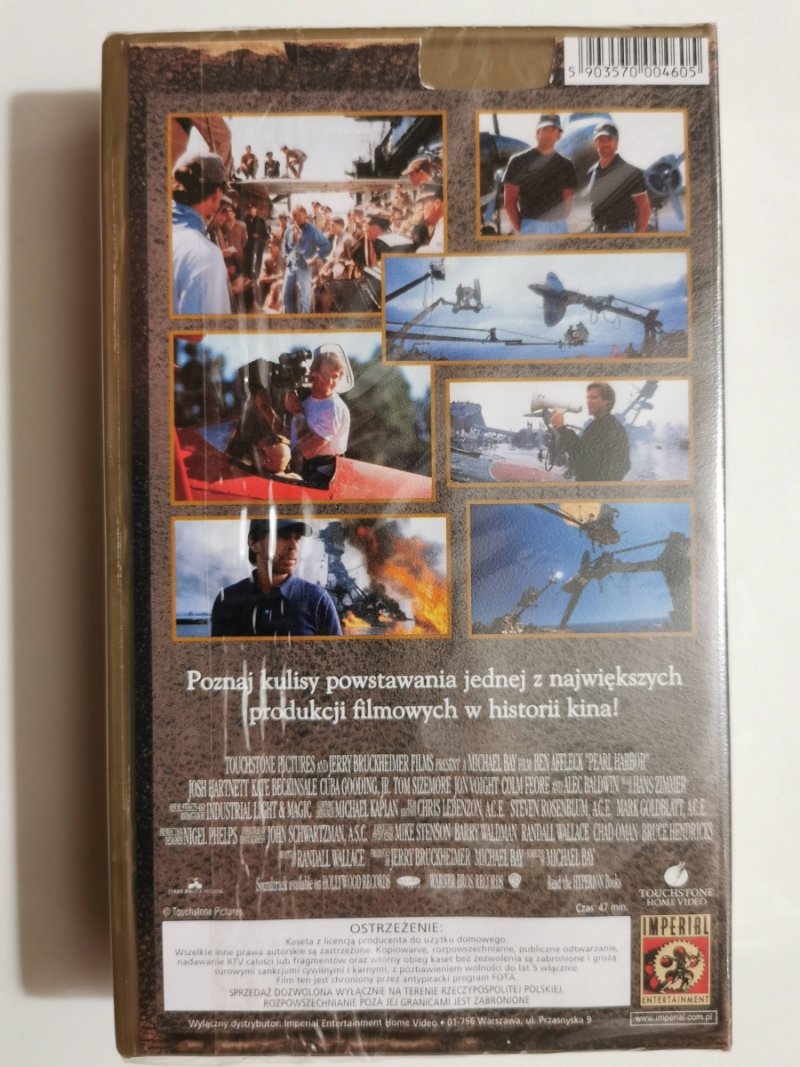 5 903570 004605
Poznaj kulisy powstawania jednej z największych
produkcji filmowych w historii kina!
TOUCHSTONE PICTURES AND JERRY BRUCKHEIMER FILMS PRESENT A MICHAEL BAY FILM BEN AFFLECK "PEARL HARBOR"
JOSH HARTNETT KATE BECKINSALE CUBA GOODING, JR. TOM SIZEMORE JON VOIGHT COLM FEORE AND ALEC BALDWIN HANS ZIMMER
INDUSTRIAL LIGHT & MAGIC MICHAEL KAPLAN CHRIS LEBENZON, A.C.E. STEVEN ROSENBLUM, A.C.E. MARK GOLDBLATT, A.C.E.
PRODUCTION DESIGNER NIGEL PHELPS JOHN SCHWARTZMAN, A.S.C. MIKE STENSON BARRY WALDMAN RANDALL WALLACE CHAD OMAN BRUCE HENDRICKS
RANDALL WALLACE JERRY BRUCKHEIMER MICHAEL BAY MICHAEL BAY
Soundtrack available on HOLLYWOOD RECORDS WARNER BROS. RECORDS Read the HYPERION Books
JERRY BRUCKHEIMER
TOUCHSTONE
HOME VIDEO
© Touchstone Pictures
Czas: 47 min.
OSTRZEŻENIE:
Kaseta z licencją producenta do użytku domowego.
Wszelkie inne prawa autorskie są zastrzeżone. Kopiowanie, rozpowszechnianie, publiczne odtwarzanie,
nadawanie RTV całości lub fragmentów oraz wtórny obieg kaset bez zezwolenia są zabronione i grożą
surowymi sankcjami cywilnymi i karnymi, z pozbawieniem wolności do lat 5 włącznie.
Film ten jest chroniony przez antypiracki program FOTA.
SPRZEDAŻ DOZWOLONA WYŁĄCZNIE NA TERENIE RZECZYPOSPOLITEJ POLSKIEJ.
ROZPOWSZECHNIANIE POZA JEJ GRANICAMI JEST ZABRONIONE
IMPERIAL
ENTERTAINMENT
Wyłączny dystrybutor: Imperial Entertainment Home Video • 01-756 Warszawa, ul. Przasnyska 9
www.imperial.com.pl